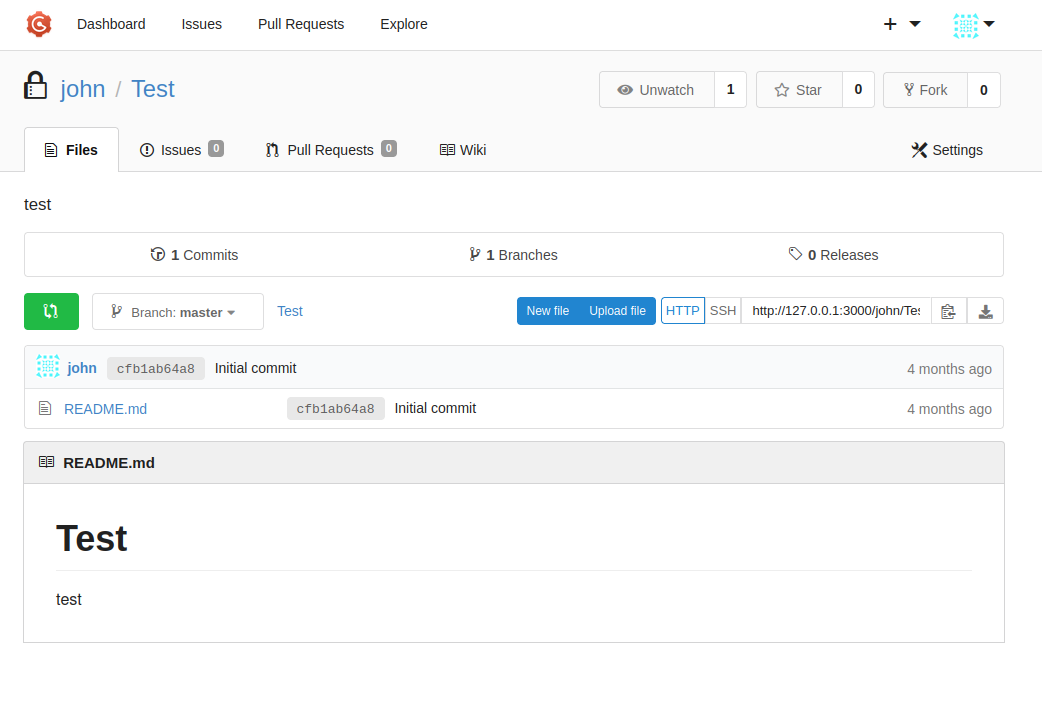 Dashboard Issues Pull Requests Explore
john / Test
Unwatch 1 Star 0 Fork 0
Files Issues 0 Pull Requests 0 Wiki Settings
test
1 Commits 1 Branches 0 Releases
Branch: master Test New file Upload file HTTP SSH http://127.0.0.1:3000/john/Tes
john cfb1ab64a8 Initial commit 4 months ago
README.md cfb1ab64a8 Initial commit 4 months ago
README.md
Test
test